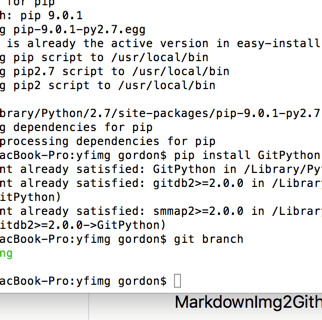 for pip
h: pip 9.0.1
g pip-9.0.1-py2.7.egg
is already the active version in easy-install
g pip script to /usr/local/bin
g pip2.7 script to /usr/local/bin
g pip2 script to /usr/local/bin
brary/Python/2.7/site-packages/pip-9.0.1-py2.7
g dependencies for pip
processing dependencies for pip
acBook-Pro:yfimg gordon$ pip install GitPython
nt already satisfied: GitPython in /Library/Py
nt already satisfied: gitdb2>=2.0.0 in /Librar
itPython)
nt already satisfied: smmap2>=2.0.0 in /Librar
itdb2>=2.0.0->GitPython)
acBook-Pro:yfimg gordon$ git branch
ng
acBook-Pro:yfimg gordon$
MarkdownImg2Gith